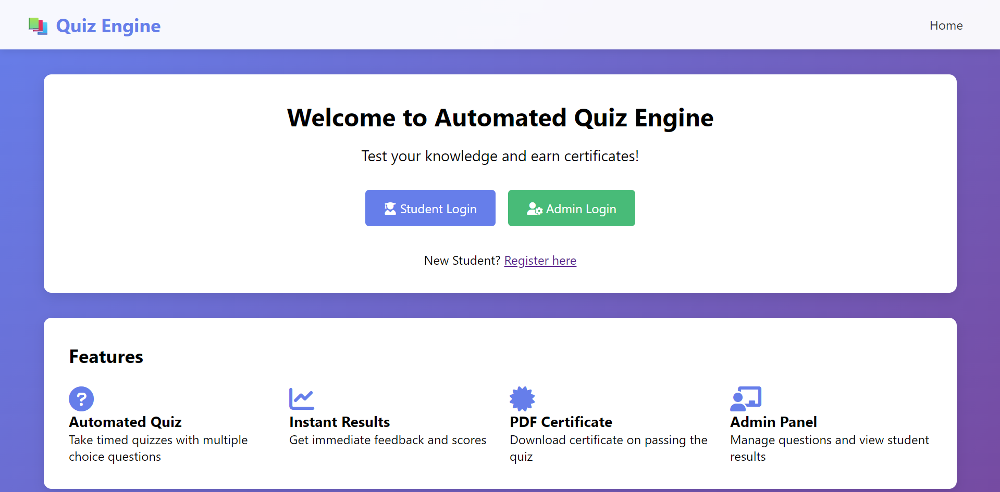 Quiz Engine
Home
Welcome to Automated Quiz Engine
Test your knowledge and earn certificates!
Student Login
Admin Login
New Student? Register here
Features
Automated Quiz
Take timed quizzes with multiple
choice questions
Instant Results
Get immediate feedback and scores
PDF Certificate
Download certificate on passing the
quiz
Admin Panel
Manage questions and view student
results